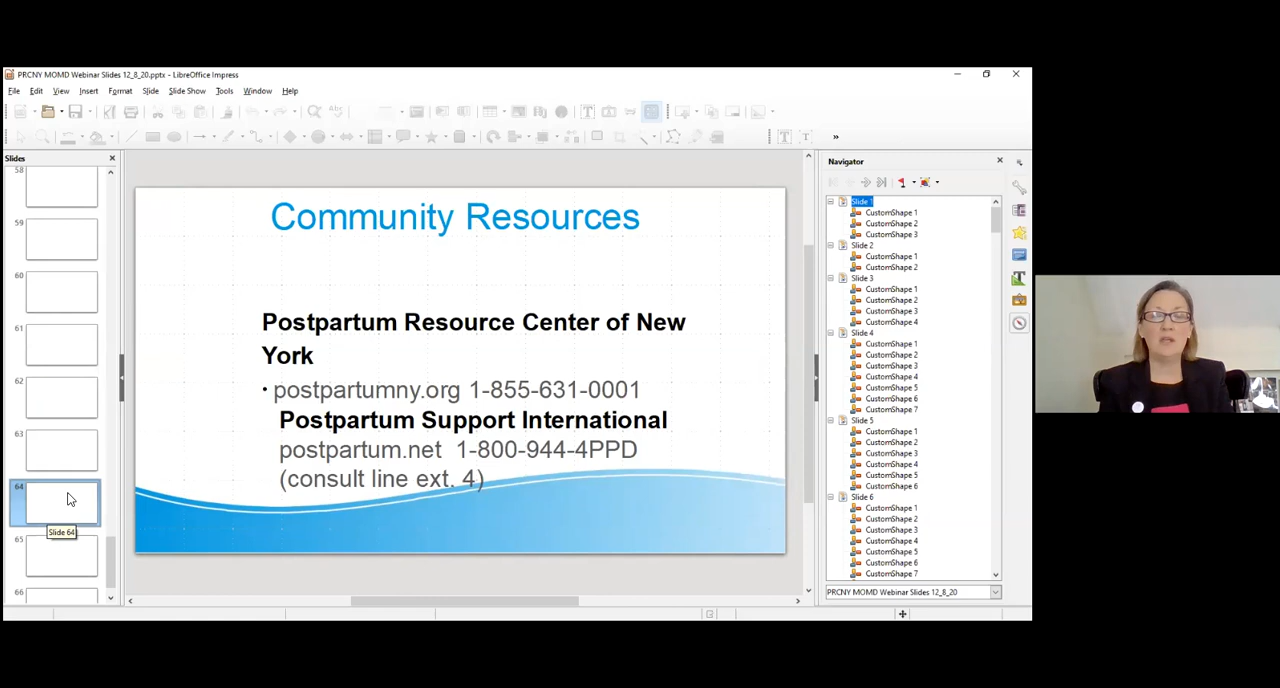 PRCNY MOMD Webinar Slides 12_8_20.pptx - LibreOffice Impress
File Edit View Insert Format Slide Slide Show Tools Window Help
Slides
58
59
60
61
62
63
64
Slide 64
65
66
Community Resources
Postpartum Resource Center of New
York
• postpartumny.org 1-855-631-0001
Postpartum Support International
postpartum.net 1-800-944-4PPD
(consult line ext. 4)
Navigator
Slide 1
CustomShape 1
CustomShape 2
CustomShape 3
Slide 2
CustomShape 1
CustomShape 2
Slide 3
CustomShape 1
CustomShape 2
CustomShape 3
CustomShape 4
Slide 4
CustomShape 1
CustomShape 2
CustomShape 3
CustomShape 4
CustomShape 5
CustomShape 6
CustomShape 7
Slide 5
CustomShape 1
CustomShape 2
CustomShape 3
CustomShape 4
CustomShape 5
CustomShape 6
Slide 6
CustomShape 1
CustomShape 2
CustomShape 3
CustomShape 4
CustomShape 5
CustomShape 6
CustomShape 7
PRCNY MOMD Webinar Slides 12_8_20